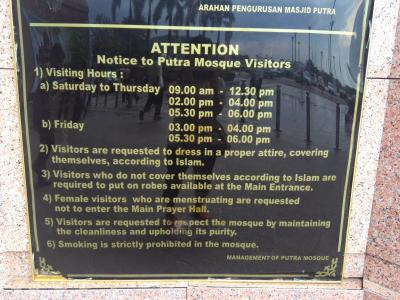 ARAHAN PENGURUSAN MASJID PUTRA
ATTENTION
Notice to Putra Mosque Visitors
1) Visiting Hours :
a) Saturday to Thursday 09.00 am - 12.30 pm
02.00 pm - 04.00 pm
05.30 pm - 06.00 pm
b) Friday 03.00 pm - 04.00 pm
05.30 pm - 06.00 pm
2) Visitors are requested to dress in a proper attire, covering
themselves, according to Islam.
3) Visitors who do not cover themselves according to Islam are
required to put on robes available at the Main Entrance.
4) Female visitors who are menstruating are requested
not to enter the Main Prayer Hall.
5) Visitors are requested to respect the mosque by maintaining
the cleanliness and upholding its purity.
6) Smoking is strictly prohibited in the mosque.
MANAGEMENT OF PUTRA MOSQUE